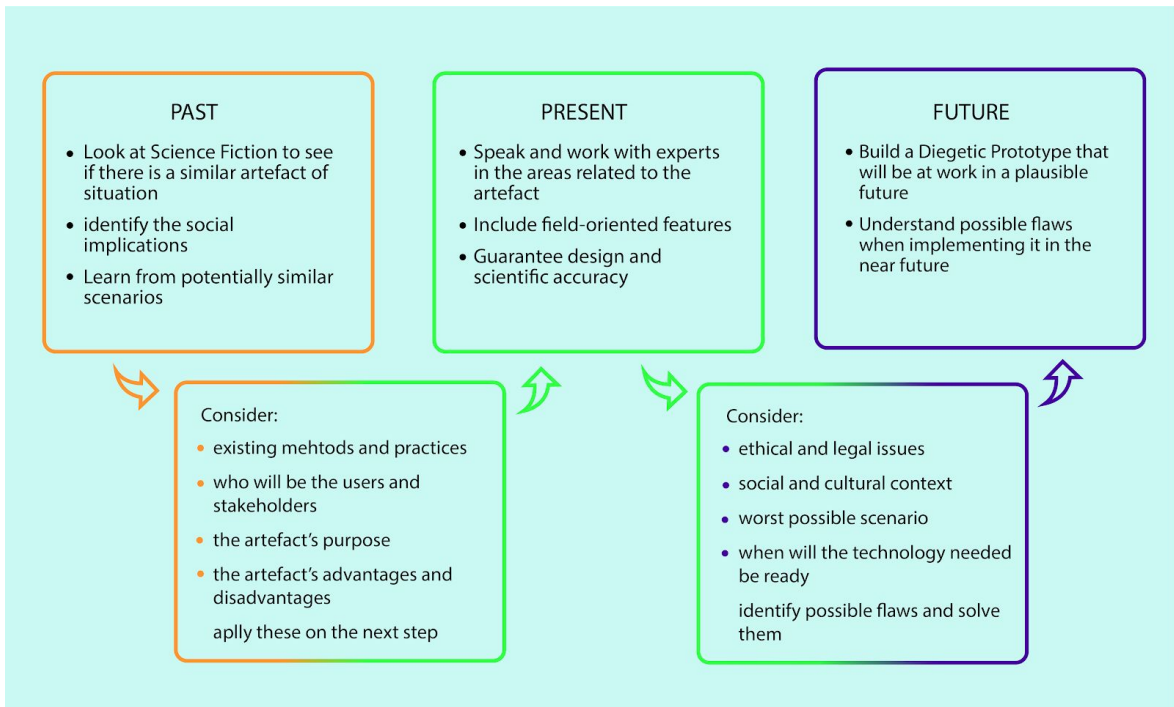 PAST
• Look at Science Fiction to see
if there is a similar artefact of
situation
• identify the social
implications
• Learn from potentially similar
scenarios
Consider:
• existing mehtods and practices
• who will be the users and
stakeholders
• the artefact's purpose
• the artefact's advantages and
disadvantages
aplly these on the next step
PRESENT
• Speak and work with experts
in the areas related to the
artefact
• Include field-oriented features
• Guarantee design and
scientific accuracy
Consider:
• ethical and legal issues
• social and cultural context
• worst possible scenario
• when will the technology needed
be ready
identify possible flaws and solve
them
FUTURE
• Build a Diegetic Prototype that
will be at work in a plausible
future
• Understand possible flaws
when implementing it in the
near future